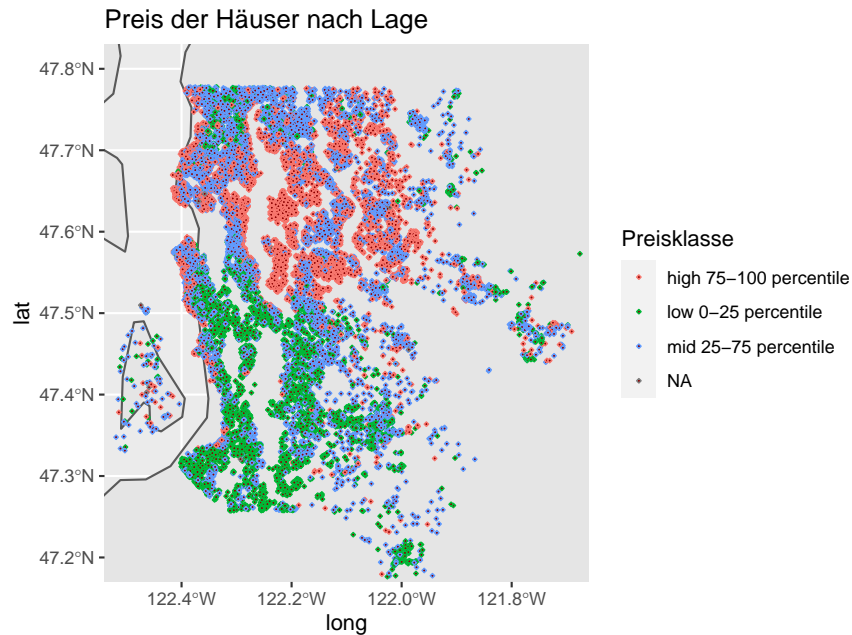 Preis der Häuser nach Lage
47.8°N
47.7°N
47.6°N
47.5°N
47.4°N
47.3°N
47.2°N
lat
122.4°W
122.2°W
122.0°W
121.8°W
long
Preisklasse
high 75−100 percentile
low 0−25 percentile
mid 25−75 percentile
NA